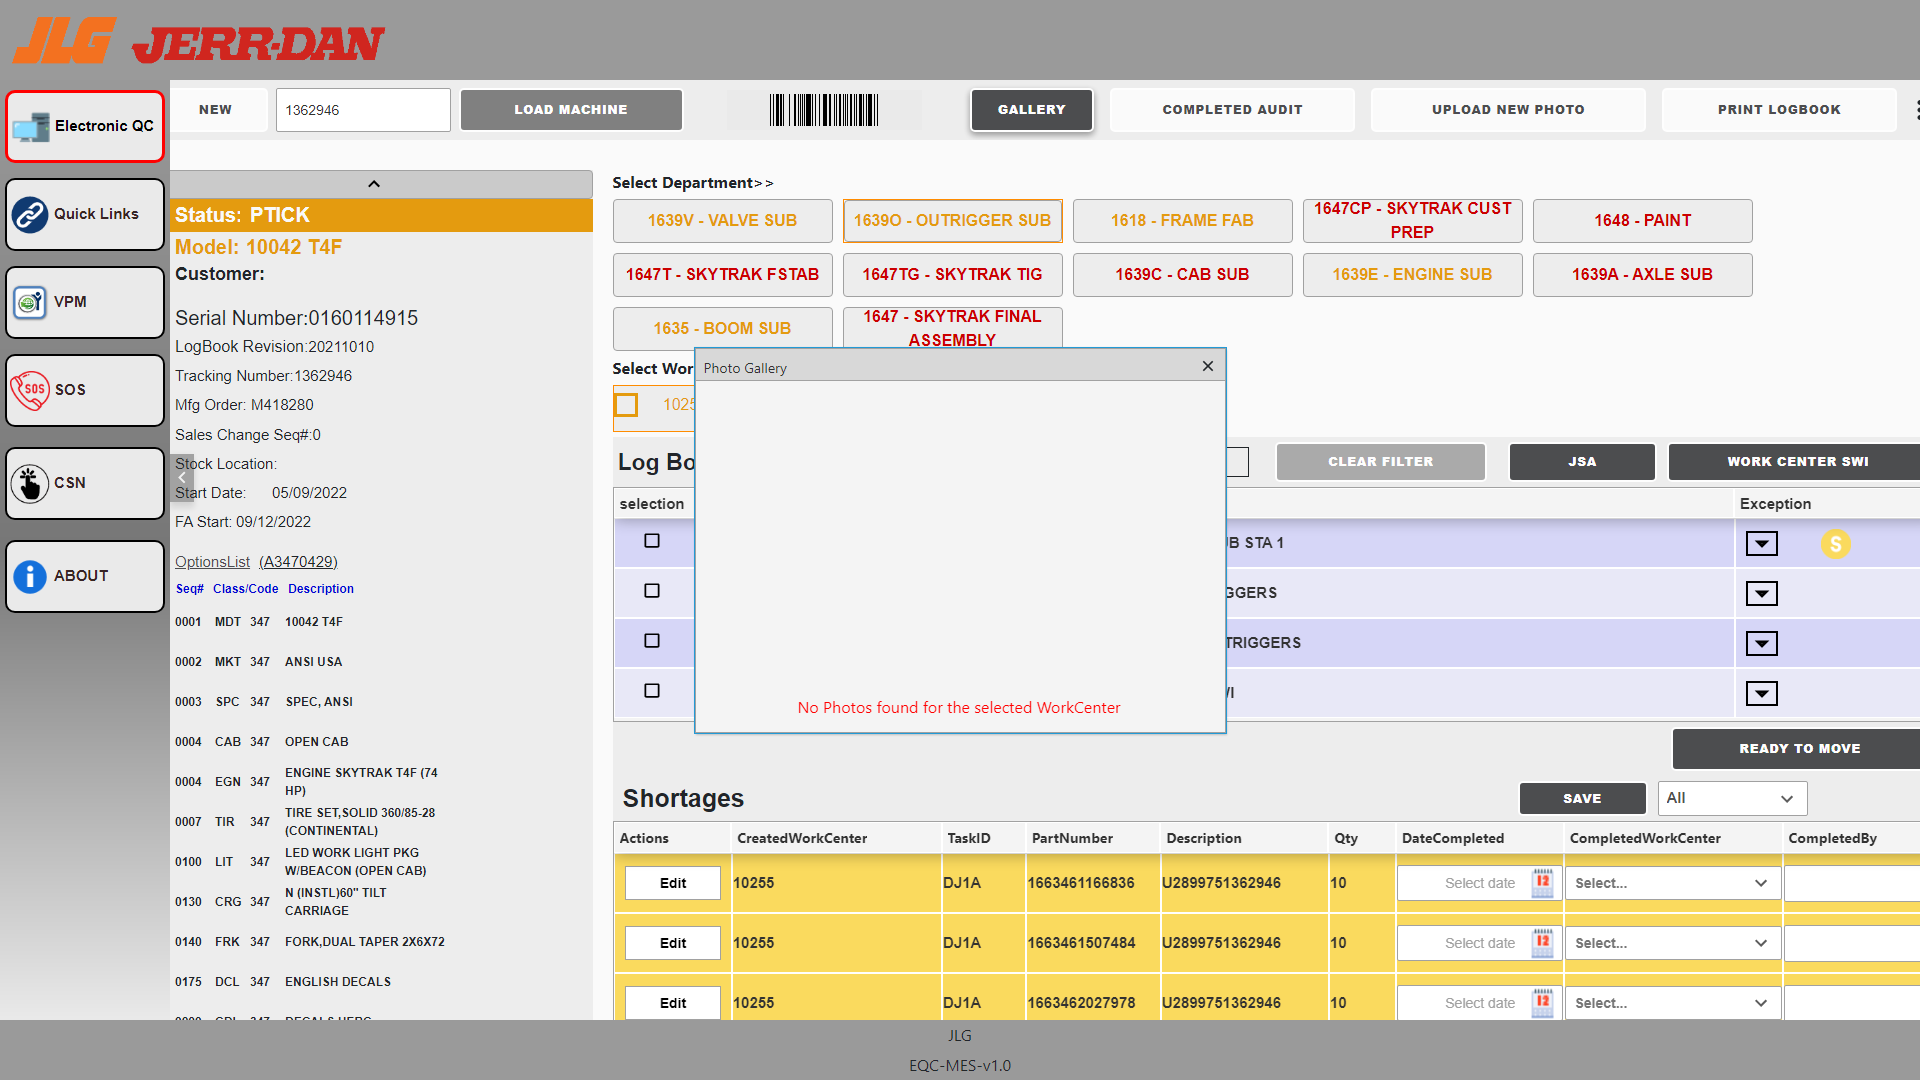 JLG JERR-DAN
Electronic QC
Quick Links
VPM
SOS
SOS
CSN
ABOUT
NEW
1362946
LOAD MACHINE
GALLERY
COMPLETED AUDIT
UPLOAD NEW PHOTO
PRINT LOGBOOK
Status: PTICK
Model: 10042 T4F
Customer:
Serial Number:0160114915
LogBook Revision:20211010
Tracking Number:1362946
Mfg Order: M418280
Sales Change Seq#:0
Stock Location:
Start Date: 05/09/2022
FA Start: 09/12/2022
OptionsList (A3470429)
Seq# Class/Code Description
0001 MDT 347 10042 T4F
0002 MKT 347 ANSI USA
0003 SPC 347 SPEC, ANSI
0004 CAB 347 OPEN CAB
0004 EGN 347 ENGINE SKYTRAK T4F (74
HP)
0007 TIR 347 TIRE SET,SOLID 360/85-28
(CONTINENTAL)
0100 LIT 347 LED WORK LIGHT PKG
W/BEACON (OPEN CAB)
0130 CRG 347 N (INSTL)60" TILT
CARRIAGE
0140 FRK 347 FORK,DUAL TAPER 2X6X72
0175 DCL 347 ENGLISH DECALS
Select Department>>
1639V - VALVE SUB
1639O - OUTRIGGER SUB
1618 - FRAME FAB
1647CP - SKYTRAK CUST
PREP
1648 - PAINT
1647T - SKYTRAK FSTAB
1647TG - SKYTRAK TIG
1639C - CAB SUB
1639E - ENGINE SUB
1639A - AXLE SUB
1635 - BOOM SUB
1647 - SKYTRAK FINAL
ASSEMBLY
Select Wor
1025
Photo Gallery
No Photos found for the selected WorkCenter
Log Bo
CLEAR FILTER
JSA
WORK CENTER SWI
selection
Exception
B STA 1
S
GGERS
TRIGGERS
READY TO MOVE
Shortages
SAVE
All
Actions CreatedWorkCenter TaskID PartNumber Description Qty DateCompleted CompletedWorkCenter CompletedBy
Edit 10255 DJ1A 1663461166836 U2899751362946 10 Select date 12 Select...
Edit 10255 DJ1A 1663461507484 U2899751362946 10 Select date 12 Select...
Edit 10255 DJ1A 1663462027978 U2899751362946 10 Select date 12 Select...
JLG
EQC-MES-v1.0